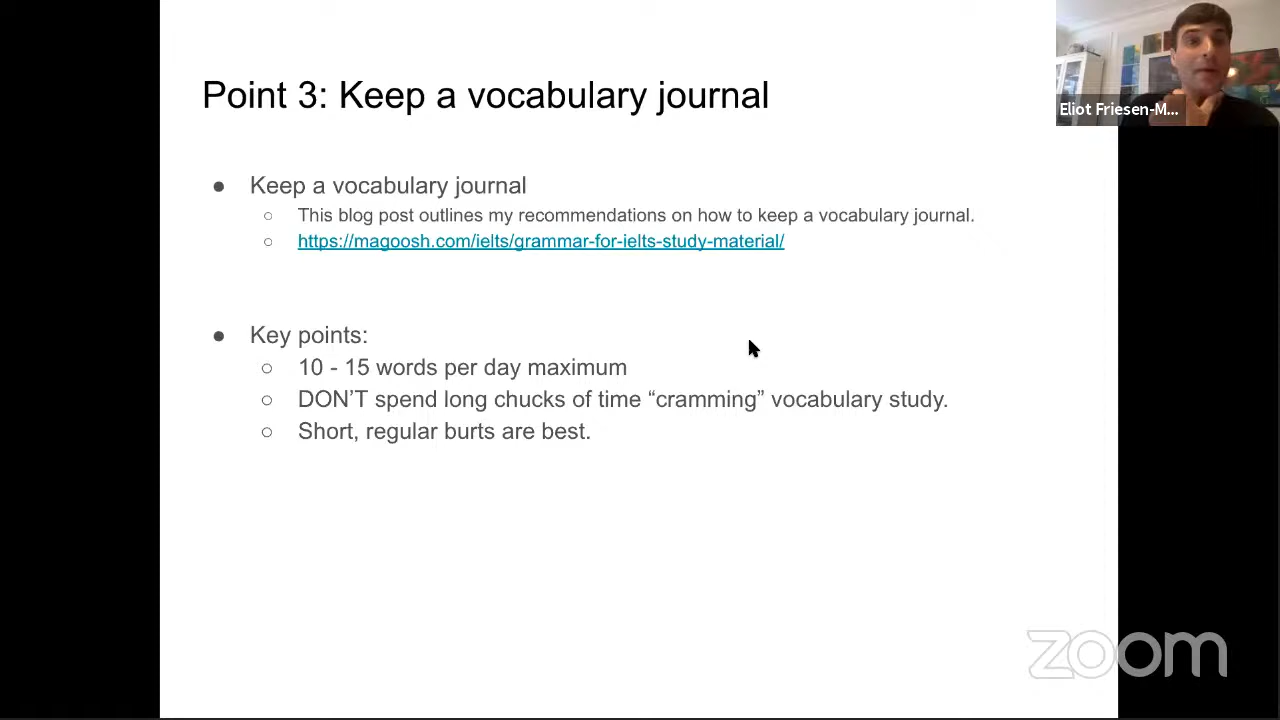 Point 3: Keep a vocabulary journal
Eliot Friesen-M...
● Keep a vocabulary journal
○ This blog post outlines my recommendations on how to keep a vocabulary journal.
○ https://magoosh.com/ielts/grammar-for-ielts-study-material/
● Key points:
○ 10 - 15 words per day maximum
○ DON'T spend long chucks of time “cramming” vocabulary study.
○ Short, regular burts are best.
zoom